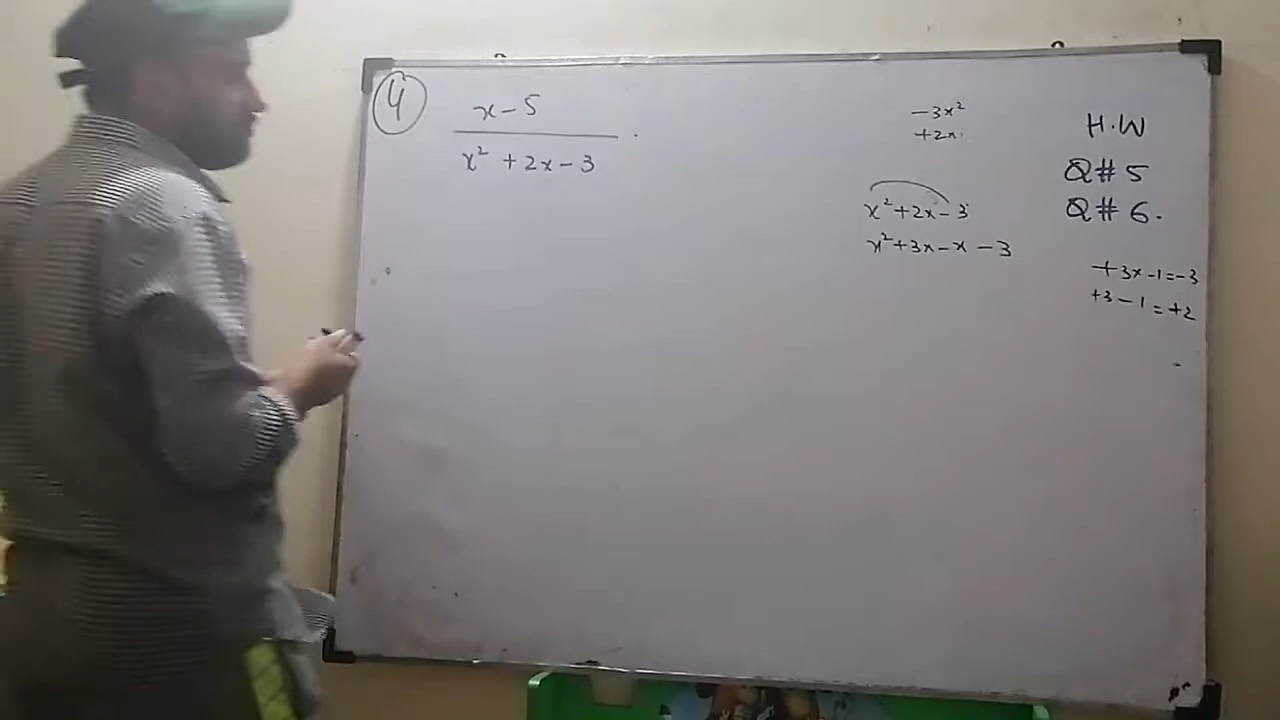 4
x-5
x² +2x-3
-3x²
+2x
x²+2x-3
x²+3x-x-3
H.W
Q# 5
Q# 6.
+3x-1=-3
+3-1=+2